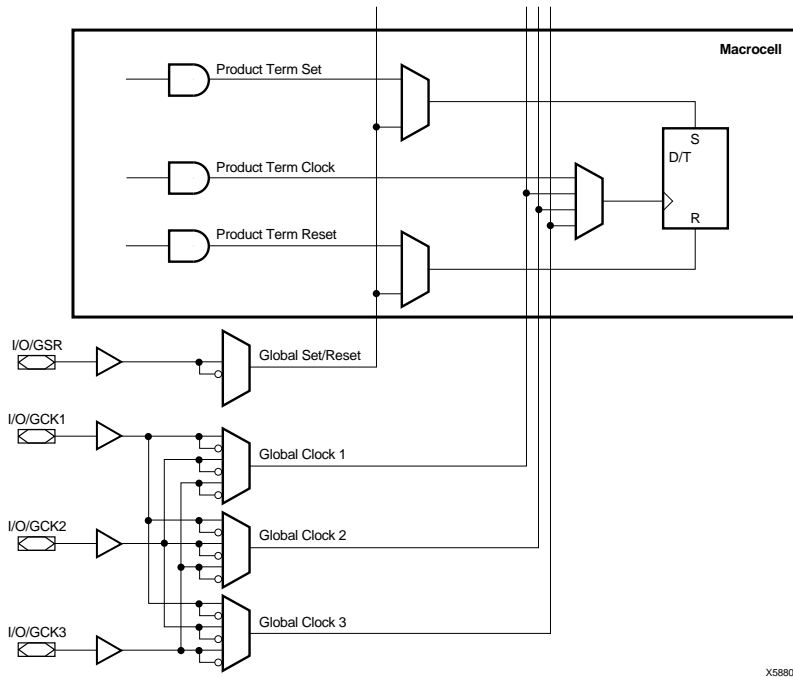 Macrocell
Product Term Set
S
D/T
Product Term Clock
R
Product Term Reset
I/O/GSR
Global Set/Reset
I/O/GCK1
Global Clock 1
I/O/GCK2
Global Clock 2
I/O/GCK3
Global Clock 3
X5880